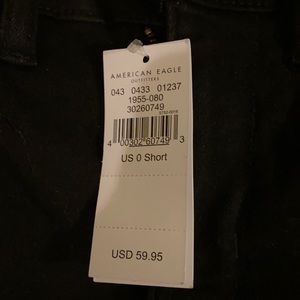 AMERICAN EAGLE
OUTFITTERS
043 0433 01237
1955-080
30260749
4 00302"60749 3
US 0 Short
USD 59.95